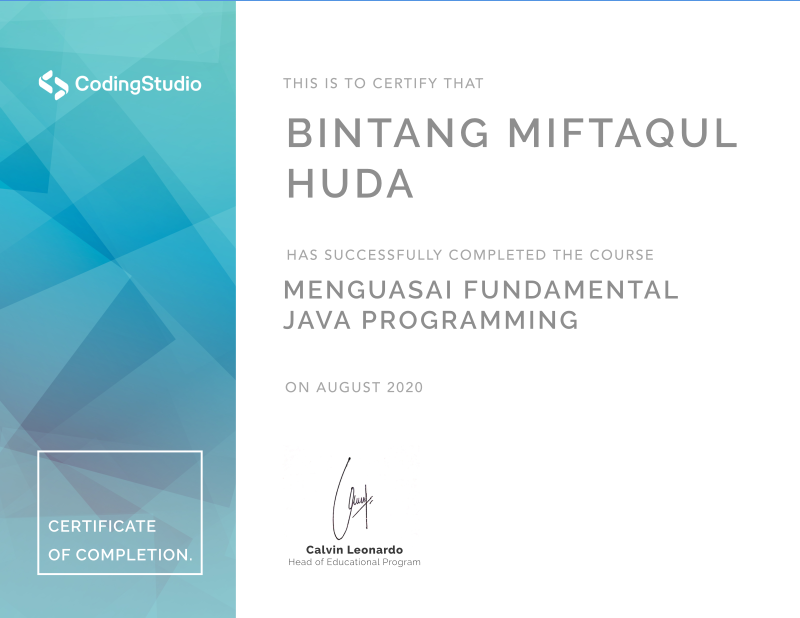 CodingStudio
THIS IS TO CERTIFY THAT
BINTANG MIFTAQUL
HUDA
HAS SUCCESSFULLY COMPLETED THE COURSE
MENGUASAI FUNDAMENTAL
JAVA PROGRAMMING
ON AUGUST 2020
CERTIFICATE
OF COMPLETION.
Calvin Leonardo
Head of Educational Program